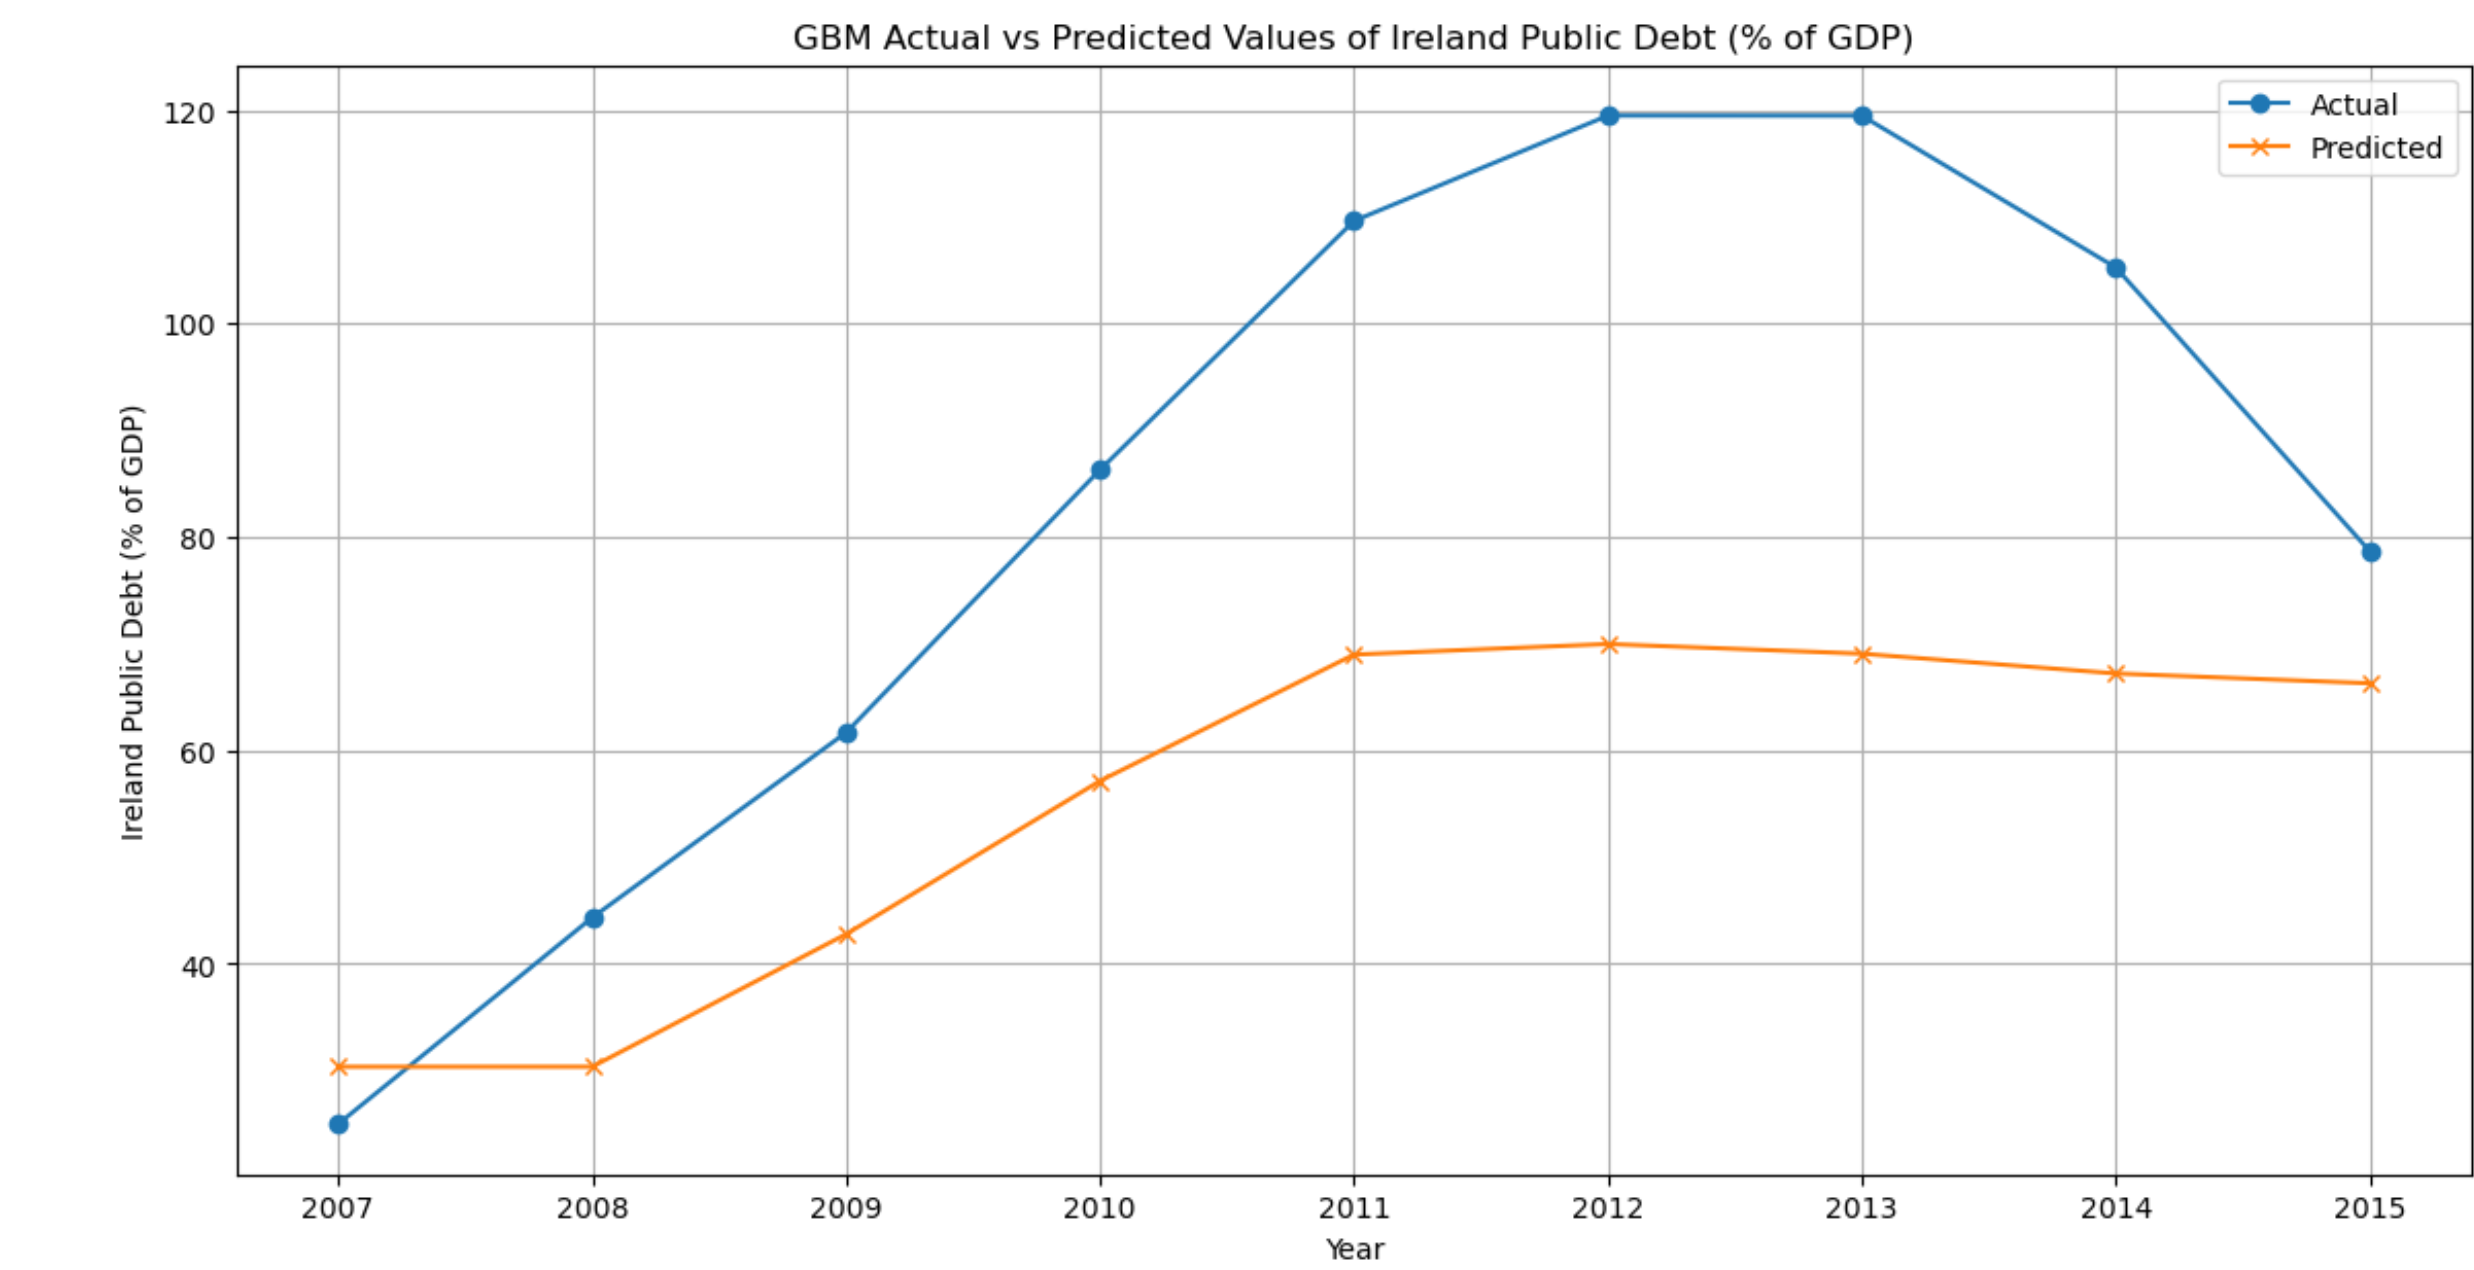 GBM Actual vs Predicted Values of Ireland Public Debt (% of GDP)
Actual
Predicted
Ireland Public Debt (% of GDP)
120
100
80
60
40
2007 2008 2009 2010 2011 2012 2013 2014 2015
Year